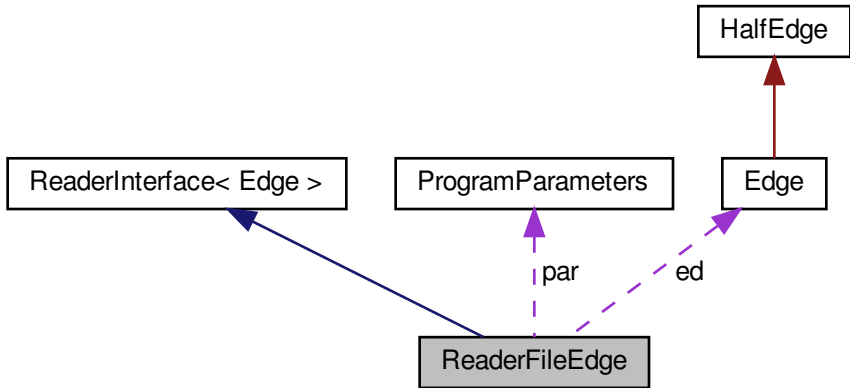 HalfEdge
ReaderInterface< Edge >
ProgramParameters
Edge
par
ed
ReaderFileEdge